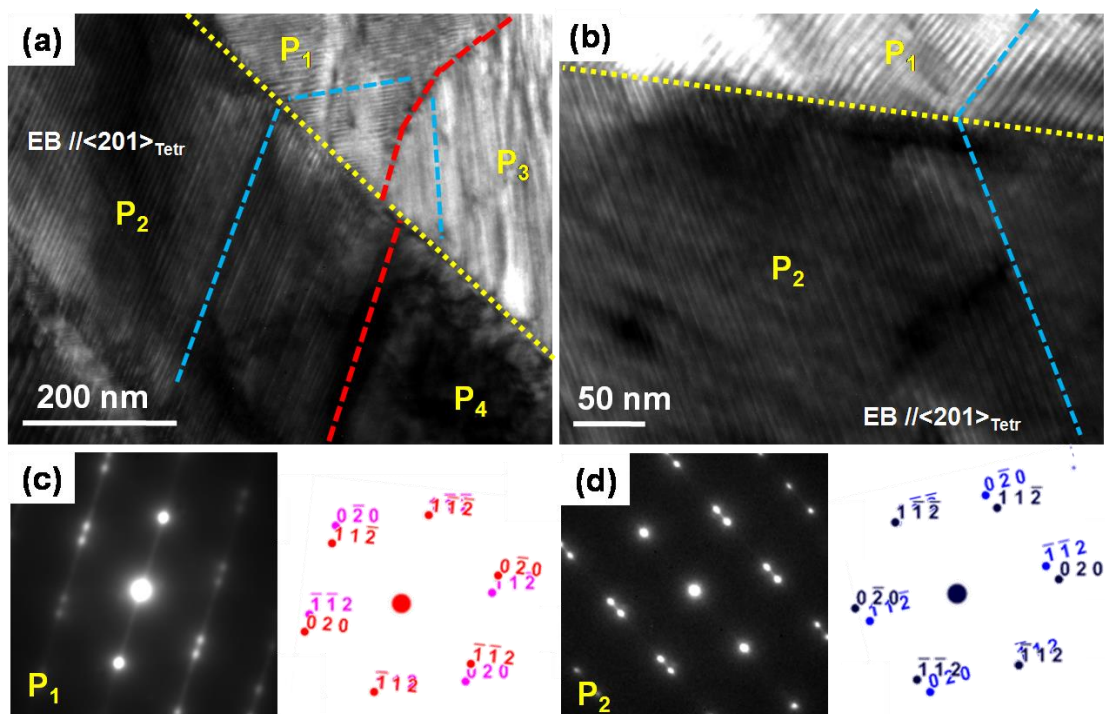 (a)
P₁
EB //<201>Tetr
P₃
P₂
P₄
200 nm
(b)
P₁
P₂
50 nm
EB //<201>Tetr
(c)
P₁
1 1̅ 2̅
0 2̅ 0
1 1 2̅
0 2̅ 0
1̅ 1̅ 2
0 2 0
1̅ 1̅ 2
1̅ 1 2
0 2 0
(d)
P₂
0 2̅ 0
1 1 2̅
1 1̅ 2̅
1̅ 1̅ 2
0 2 0
0 2̅ 0
1 1 2̅
1̅ 1 2
1̅ 1̅ 2
0 2 0